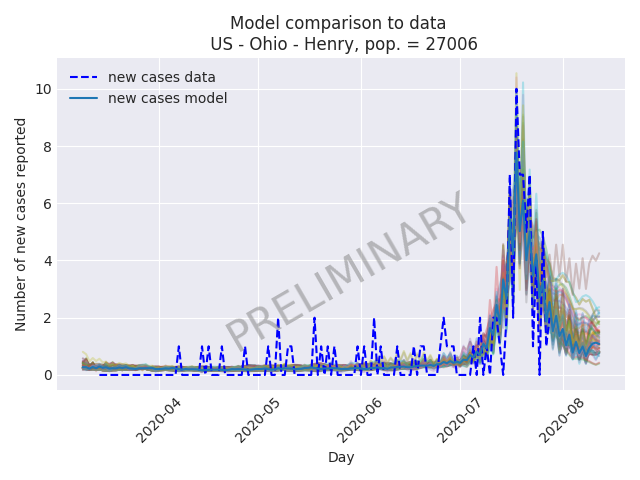 Model comparison to data
US - Ohio - Henry, pop. = 27006
new cases data
new cases model
Number of new cases reported
10
8
6
4
2
0
PRELIMINARY
2020-04
2020-05
2020-06
2020-07
2020-08
Day